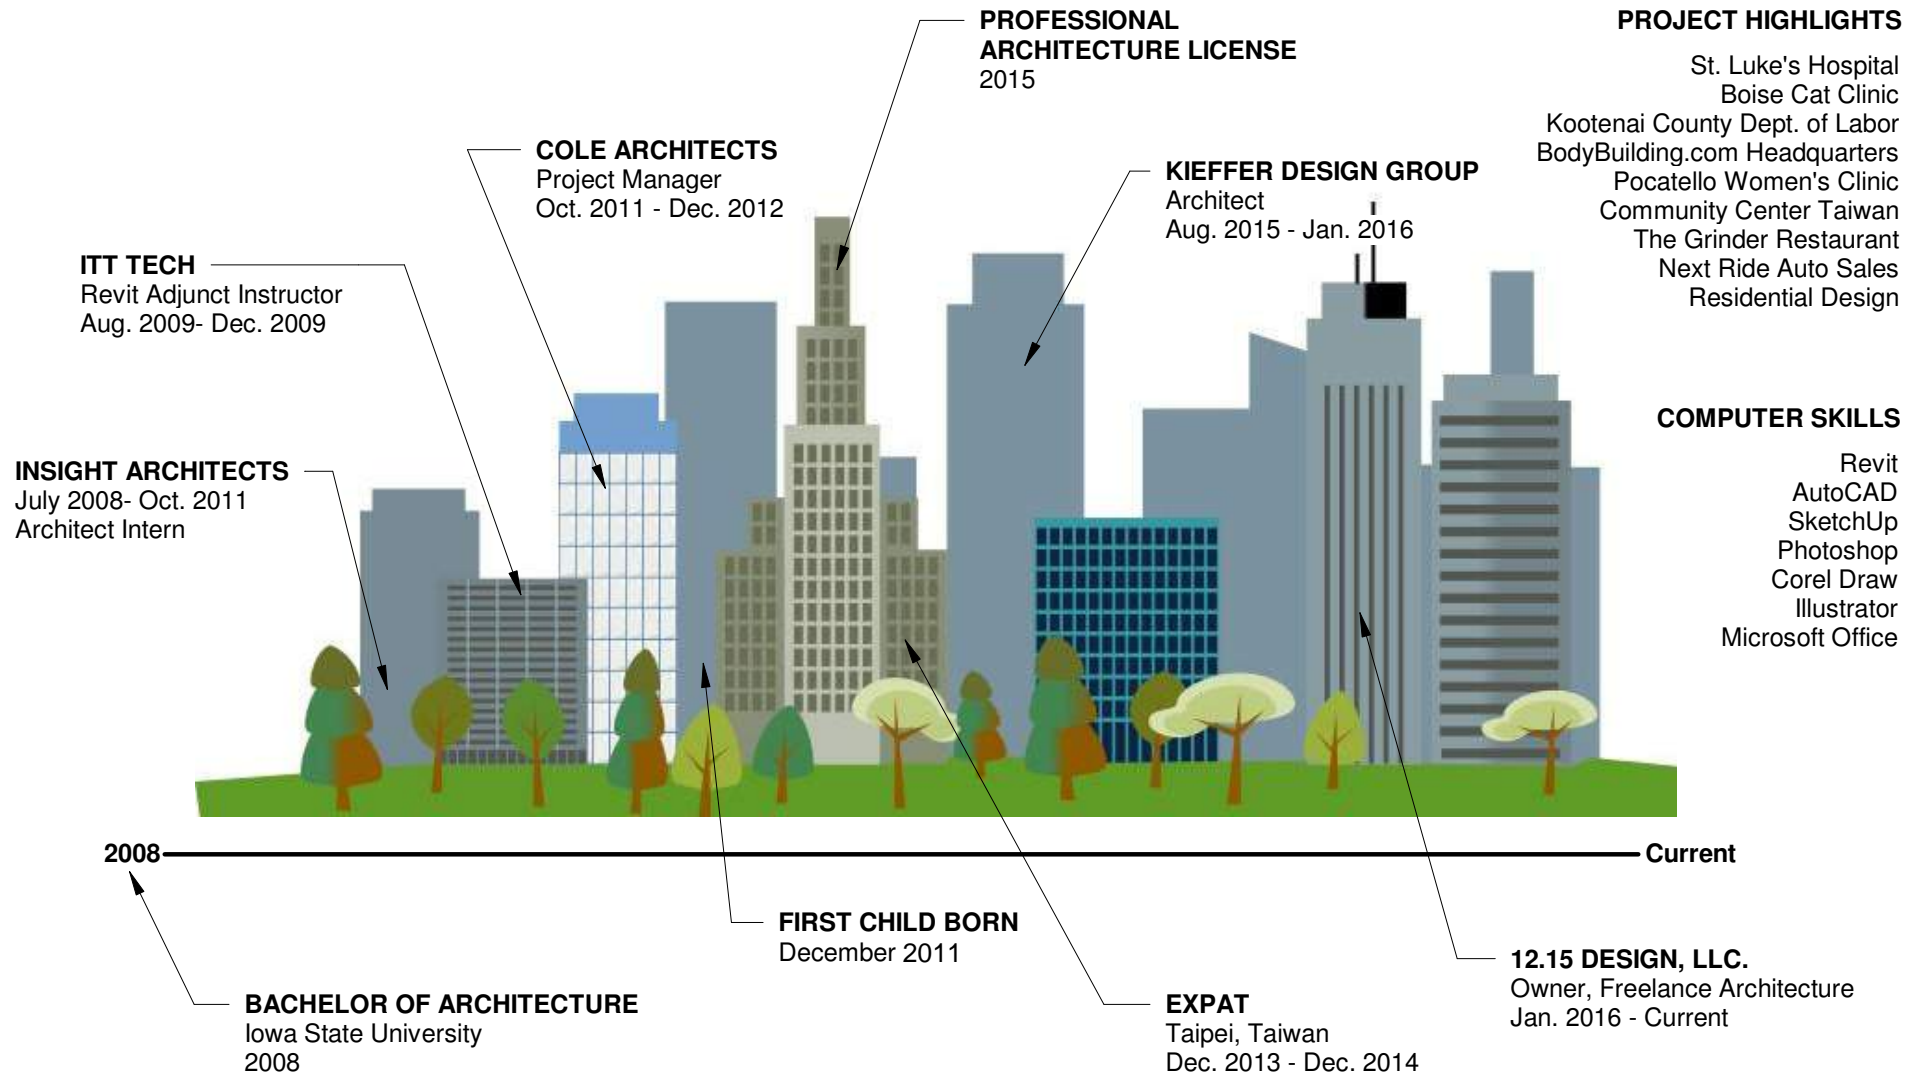 PROFESSIONAL
ARCHITECTURE LICENSE
2015
PROJECT HIGHLIGHTS
St. Luke's Hospital
Boise Cat Clinic
Kootenai County Dept. of Labor
BodyBuilding.com Headquarters
Pocatello Women's Clinic
Community Center Taiwan
The Grinder Restaurant
Next Ride Auto Sales
Residential Design
COLE ARCHITECTS
Project Manager
Oct. 2011 - Dec. 2012
KIEFFER DESIGN GROUP
Architect
Aug. 2015 - Jan. 2016
ITT TECH
Revit Adjunct Instructor
Aug. 2009- Dec. 2009
COMPUTER SKILLS
Revit
AutoCAD
SketchUp
Photoshop
Corel Draw
Illustrator
Microsoft Office
INSIGHT ARCHITECTS
July 2008- Oct. 2011
Architect Intern
2008
Current
FIRST CHILD BORN
December 2011
12.15 DESIGN, LLC.
Owner, Freelance Architecture
Jan. 2016 - Current
BACHELOR OF ARCHITECTURE
Iowa State University
2008
EXPAT
Taipei, Taiwan
Dec. 2013 - Dec. 2014